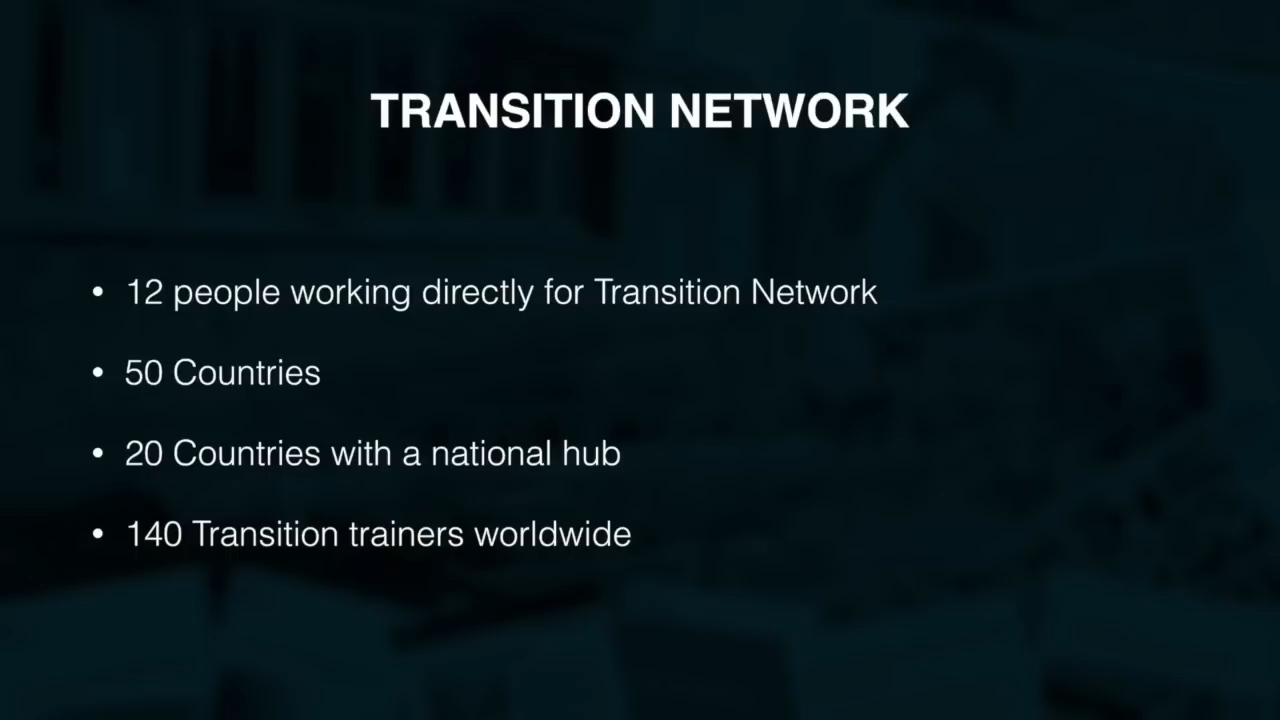 TRANSITION NETWORK
• 12 people working directly for Transition Network
• 50 Countries
• 20 Countries with a national hub
• 140 Transition trainers worldwide